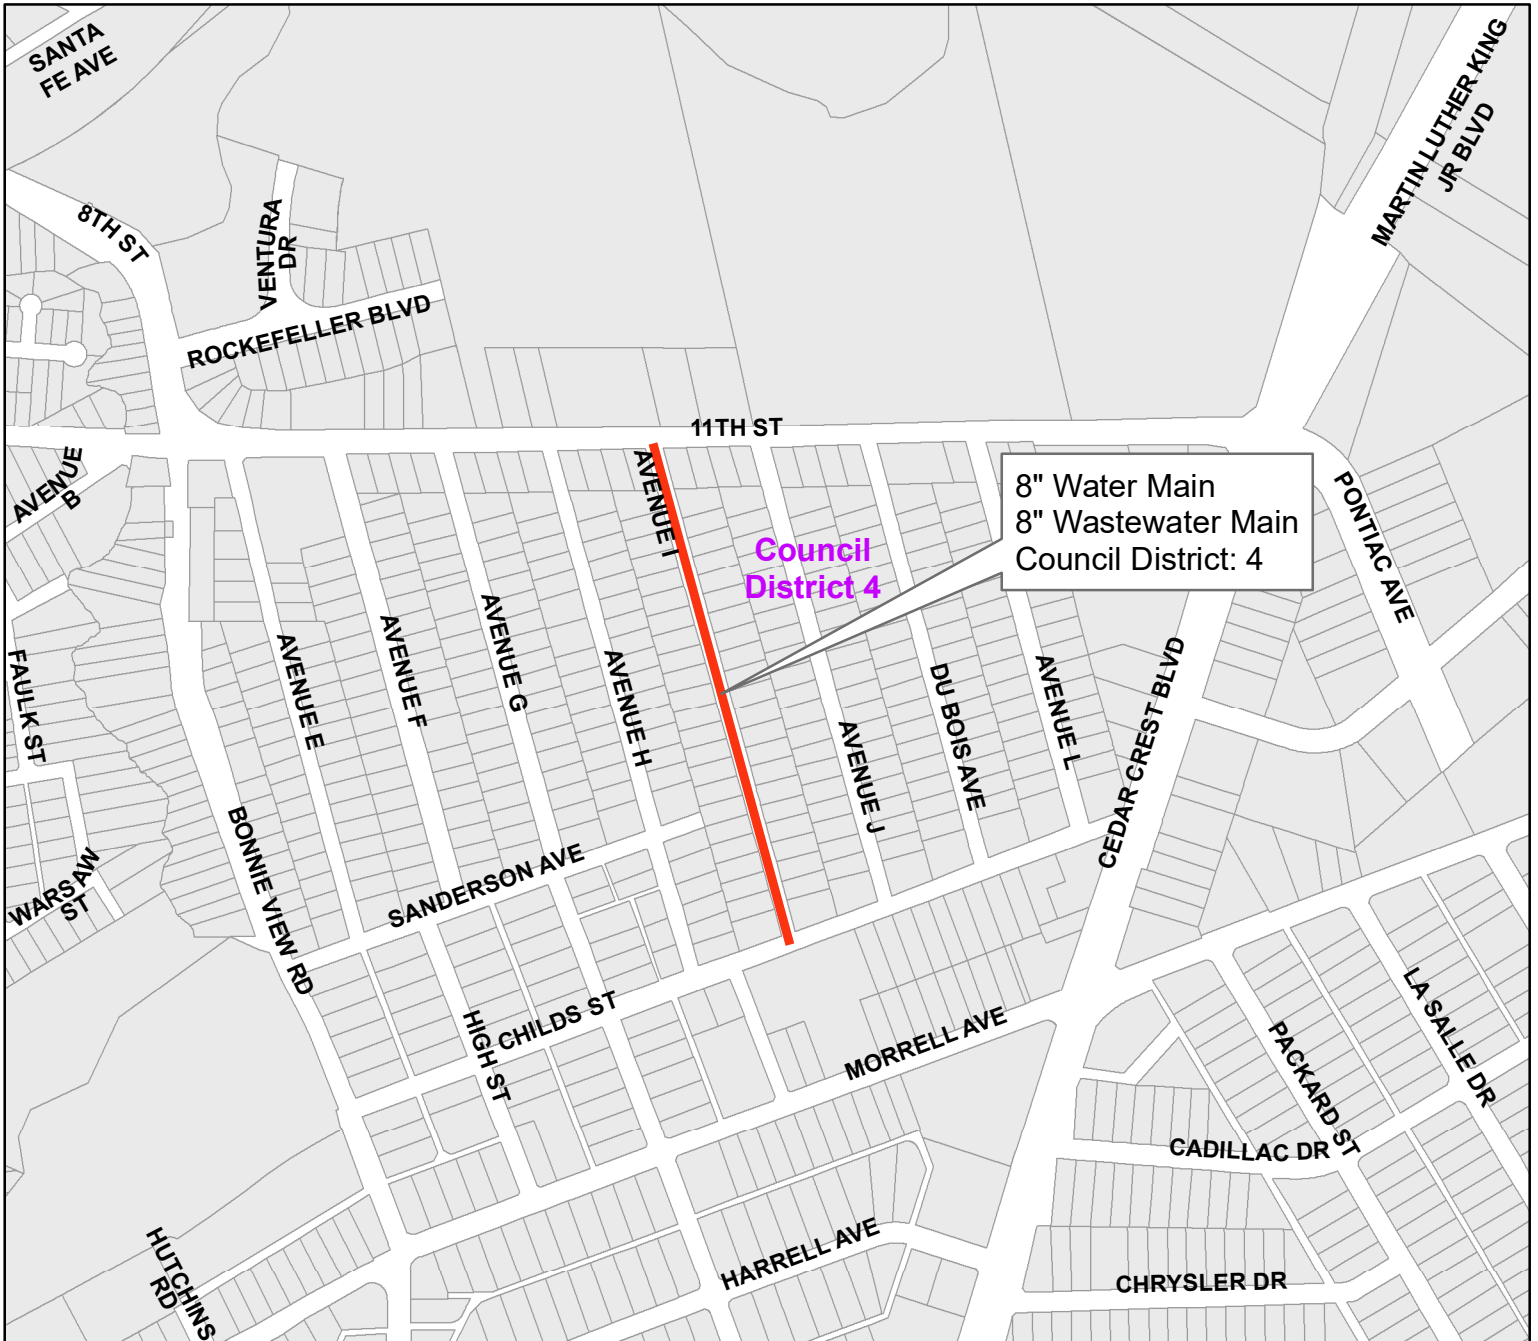 SANTA
FE AVE
MARTIN LUTHER KING
JR BLVD
8TH ST
VENTURA
DR
ROCKEFELLER BLVD
11TH ST
AVENUE
B
AVENUE I
8" Water Main
8" Wastewater Main
Council District: 4
PONTIAC AVE
Council
District 4
FAULK ST
AVENUE E
AVENUE F
AVENUE G
AVENUE H
AVENUE J
DU BOIS AVE
AVENUE L
CEDAR CREST BLVD
BONNIE VIEW RD
SANDERSON AVE
WARSAW
ST
HIGH ST
CHILDS ST
MORRELL AVE
PACKARD ST
LA SALLE DR
CADILLAC DR
HUTCHINS
RD
HARRELL AVE
CHRYSLER DR